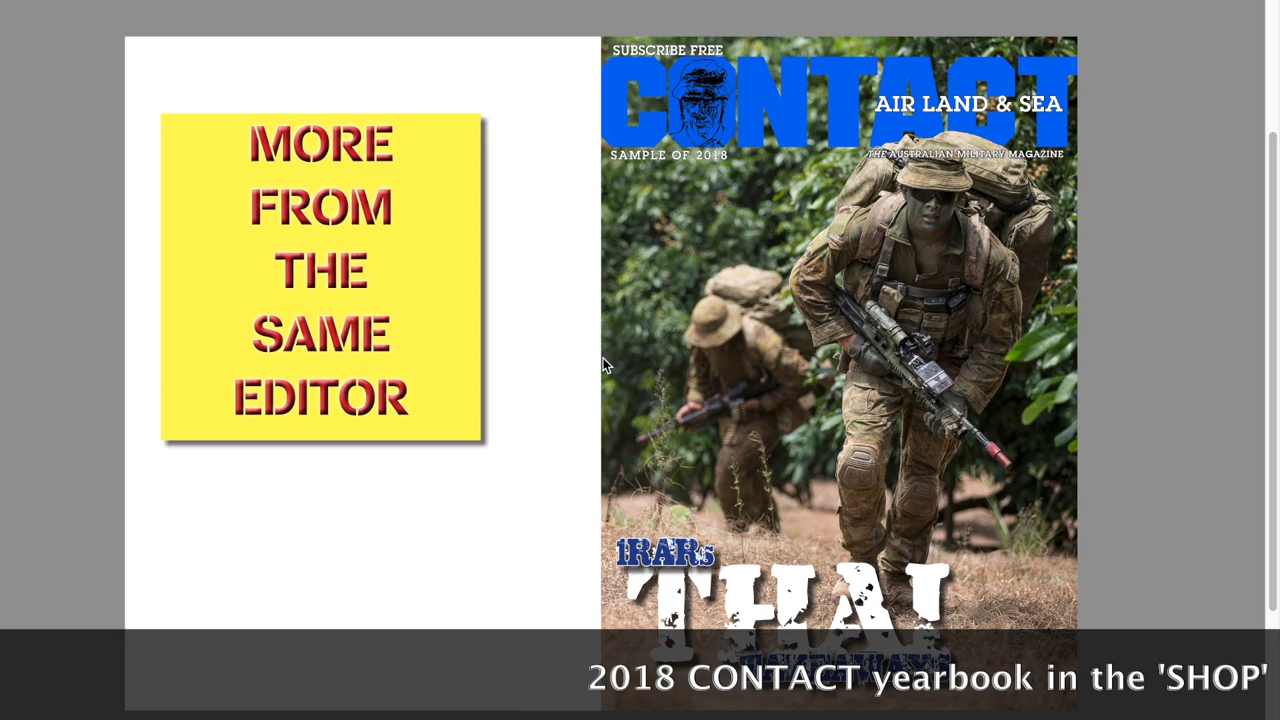 MORE
FROM
THE
SAME
EDITOR
SUBSCRIBE FREE
CONTACT
AIR LAND & SEA
SAMPLE OF 2018
THE AUSTRALIAN MILITARY MAGAZINE
1RARs
THAI
2018 CONTACT yearbook in the 'SHOP'